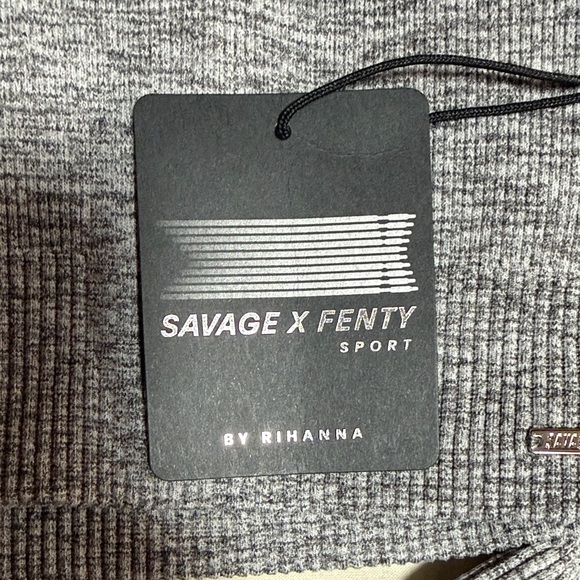 SAVAGE X FENTY
SPORT
BY RIHANNA